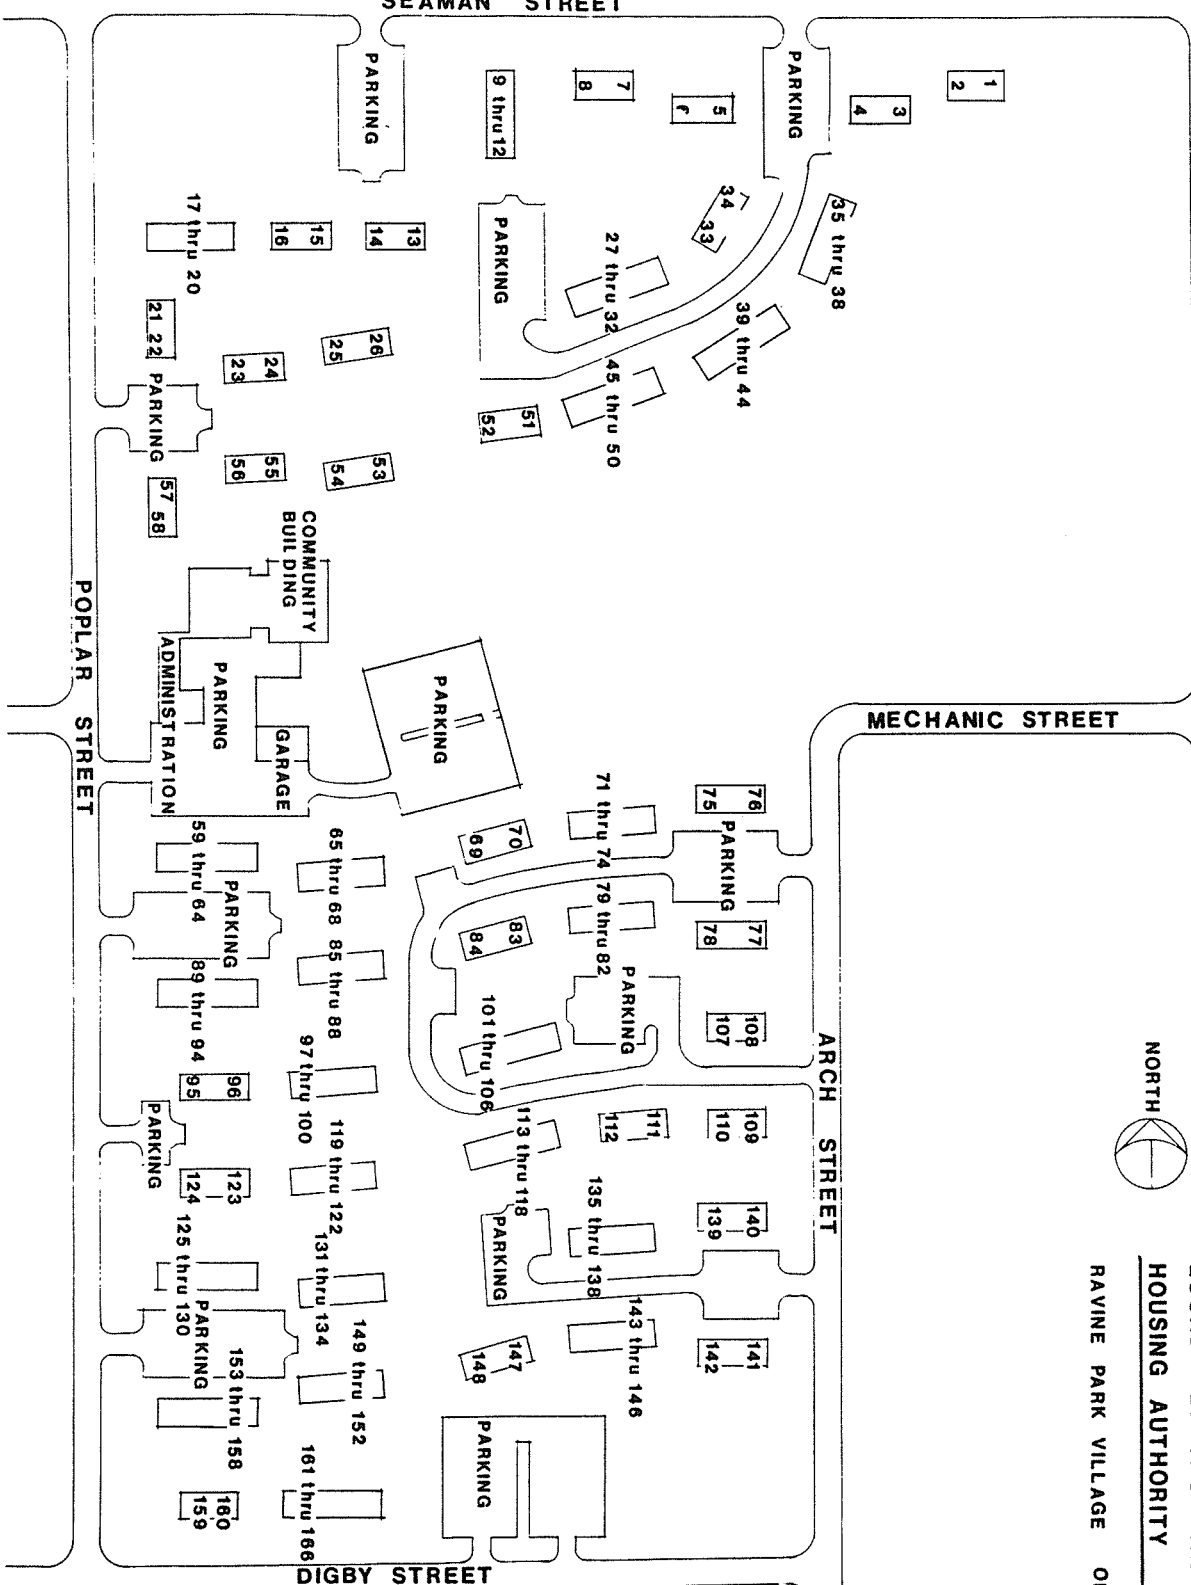 SEAMAN STREET
PARKING
9 thru 12
7
8
5
PARKING
3
4
1
2
17 thru 20
15
16
13
14
PARKING
34
33
27 thru 32
35 thru 38
39 thru 44
45 thru 50
21 22
24
23
26
25
51
52
PARKING
55
56
53
54
57 58
COMMUNITY
BUILDING
POPLAR STREET
ADMINISTRATION
PARKING
GARAGE
PARKING
MECHANIC STREET
71 thru 74
76
75
PARKING
59 thru 64
65 thru 68
70
69
79 thru 82
77
78
PARKING
83
84
PARKING
89 thru 94
85 thru 88
101 thru 106
108
107
ARCH STREET
NORTH
96
95
97 thru 100
PARKING
113 thru 118
111
112
109
110
119 thru 122
123
124
PARKING
135 thru 138
140
139
125 thru 130
131 thru 134
PARKING
143 thru 146
147
148
141
142
149 thru 152
153 thru 158
PARKING
160
159
161 thru 166
DIGBY STREET
HOUSING AUTHORITY
RAVINE PARK VILLAGE